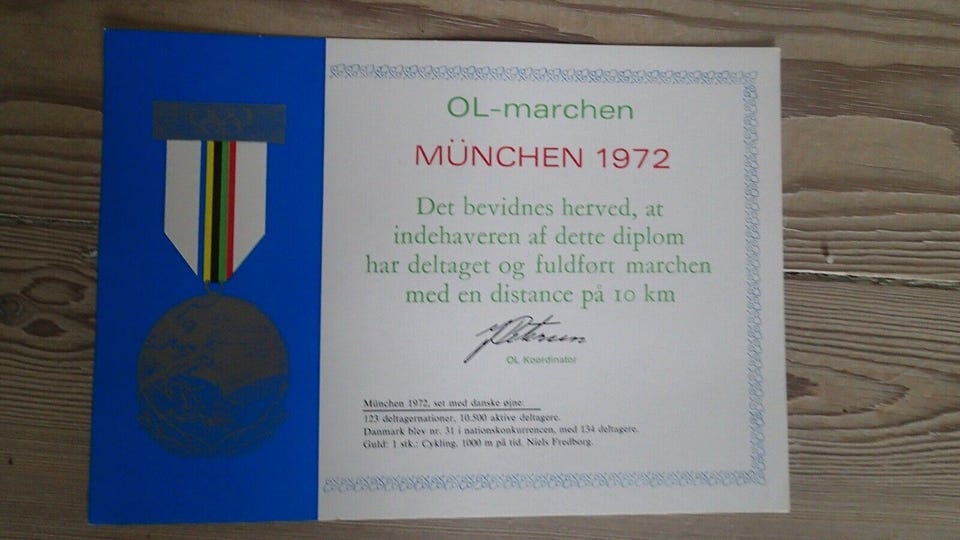 OL-marchen
MÜNCHEN 1972
Det bevidnes herved, at
indehaveren af dette diplom
har deltaget og fuldført marchen
med en distance på 10 km
OL Koordinator
München 1972, set med danske øjne:
123 deltagernationer, 10.500 aktive deltagere.
Danmark blev nr. 31 i nationskonkurrencen, med 134 deltagere.
Guld: 1 stk.: Cykling, 1000 m på tid. Niels Fredborg.